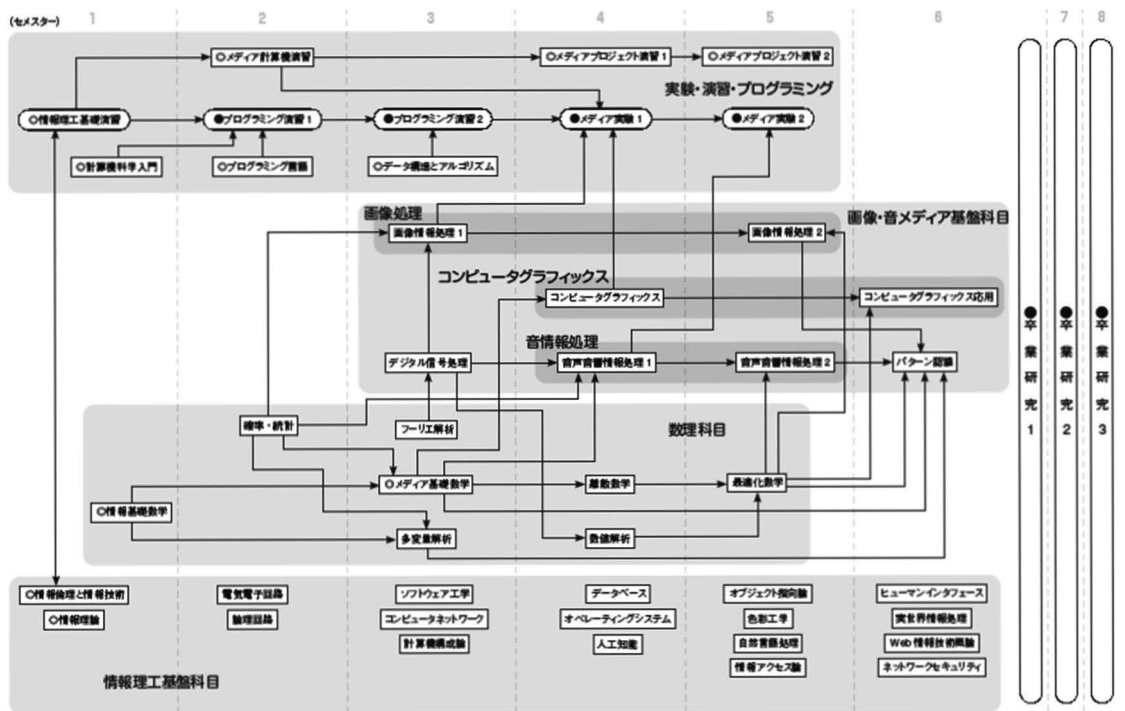 (セメスター) 1 2 3 4 5 6 7 8
◎メディア計算機演習 ◎メディアプロジェクト演習1 ◎メディアプロジェクト演習2
実験・演習・プログラミング
◎情報理工基礎演習 ●プログラミング演習1 ●プログラミング演習2 ●メディア実験1 ●メディア実験2
◎計算機科学入門 ◎プログラミング言語 ◎データ構造とアルゴリズム
画像処理 画像・音メディア基盤科目
画像情報処理1 画像情報処理2
コンピュータグラフィックス
コンピュータグラフィックス コンピュータグラフィックス応用
音情報処理
デジタル信号処理 音声音響情報処理1 音声音響情報処理2 パターン認識
確率・統計 フーリエ解析 数理科目
◎メディア基礎数学 離散数学 最適化数学
◎情報基礎数学
多変量解析 数値解析
◎情報倫理と情報技術 電気電子回路 ソフトウェア工学 データベース オブジェクト指向論 ヒューマンインタフェース
◎情報理論 論理回路 コンピュータネットワーク オペレーティングシステム 色彩工学 実世界情報処理
計算機構成論 人工知能 自然言語処理 Web情報技術概論
情報アクセス論 ネットワークセキュリティ
情報理工基盤科目
●卒業研究1
●卒業研究2
●卒業研究3